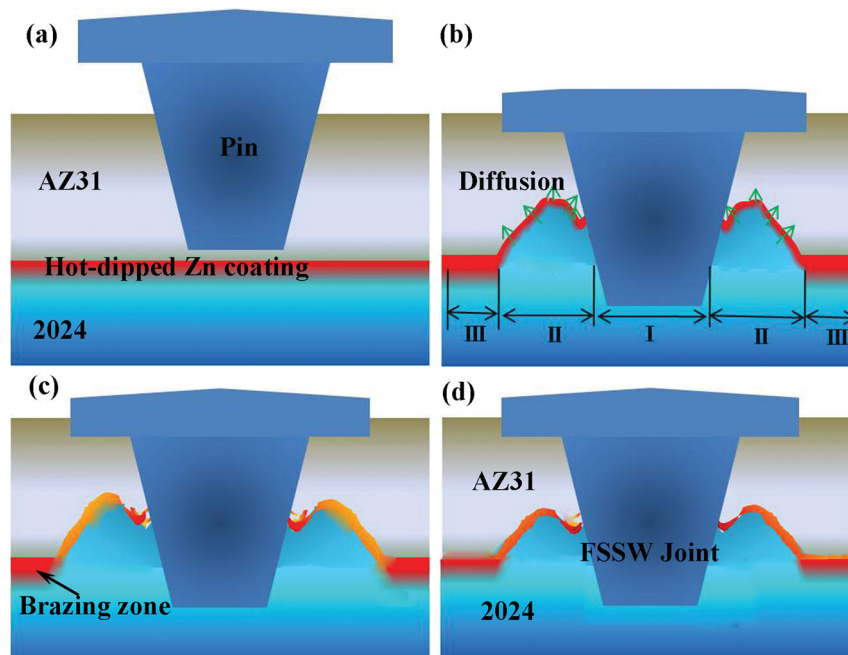 (a)
Pin
AZ31
Hot-dipped Zn coating
2024
(b)
Diffusion
III
II
I
II
III
(c)
Brazing zone
(d)
AZ31
FSSW Joint
2024